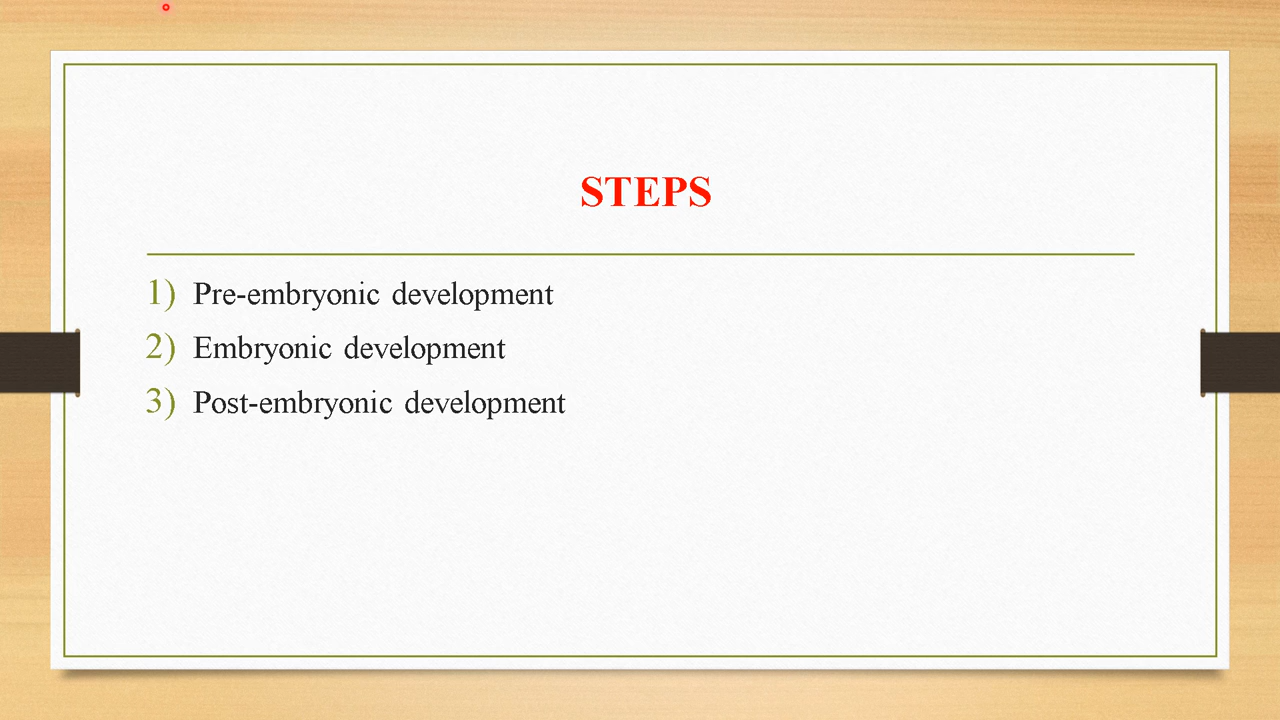 STEPS
1) Pre-embryonic development
2) Embryonic development
3) Post-embryonic development